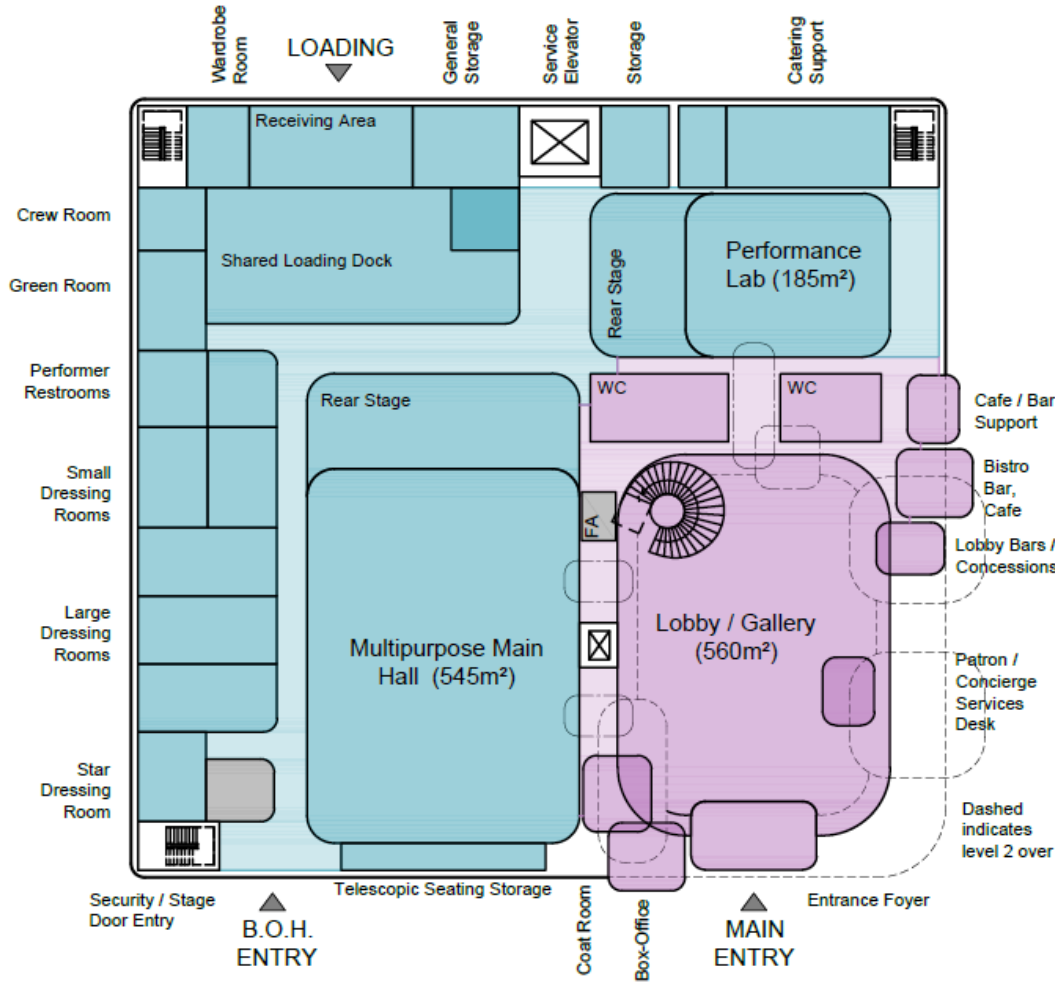 Wardrobe
Room
LOADING
General
Storage
Service
Elevator
Storage
Catering
Support
Receiving Area
Crew Room
Shared Loading Dock
Green Room
Rear Stage
Performance
Lab (185m²)
Performer
Restrooms
Rear Stage
WC
WC
Cafe / Bar
Support
Small
Dressing
Rooms
FA
Bistro
Bar,
Cafe
Lobby Bars /
Concessions
Large
Dressing
Rooms
Multipurpose Main
Hall (545m²)
Lobby / Gallery
(560m²)
Patron /
Concierge
Services
Desk
Star
Dressing
Room
Dashed
indicates
level 2 over
Security / Stage
Door Entry
B.O.H.
ENTRY
Telescopic Seating Storage
Coat Room
Box-Office
MAIN
ENTRY
Entrance Foyer